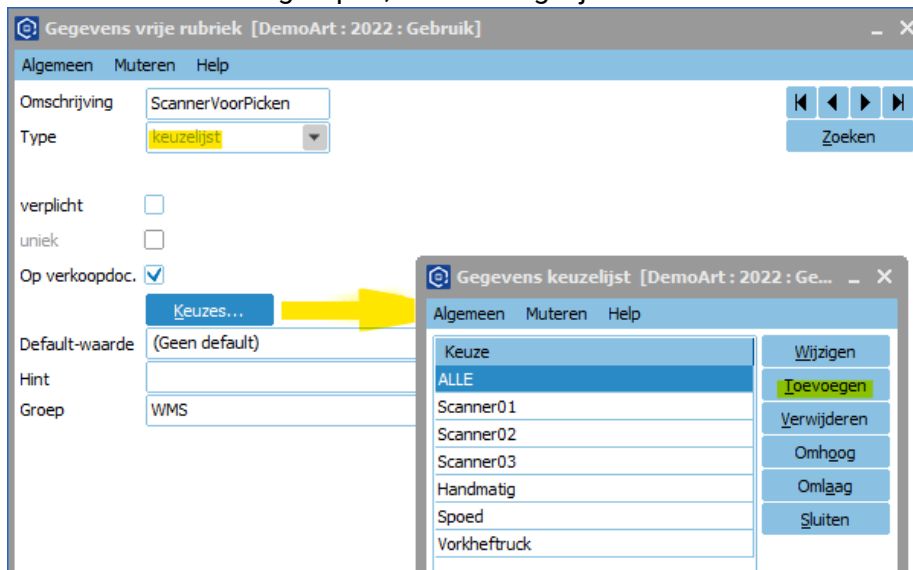 Gegevens vrije rubriek [DemoArt : 2022 : Gebruik]
Algemeen Muteren Help
Omschrijving ScannerVoorPicken
Type keuzelijst
Zoeken
verplicht
uniek
Op verkoopdoc.
Keuzes...
Default-waarde (Geen default)
Hint
Groep WMS
Gegevens keuzelijst [DemoArt : 2022 : Ge...
Algemeen Muteren Help
Keuze
ALLE
Scanner01
Scanner02
Scanner03
Handmatig
Spoed
Vorkheftruck
Wijzigen
Toevoegen
Verwijderen
Omhoog
Omlaag
Sluiten